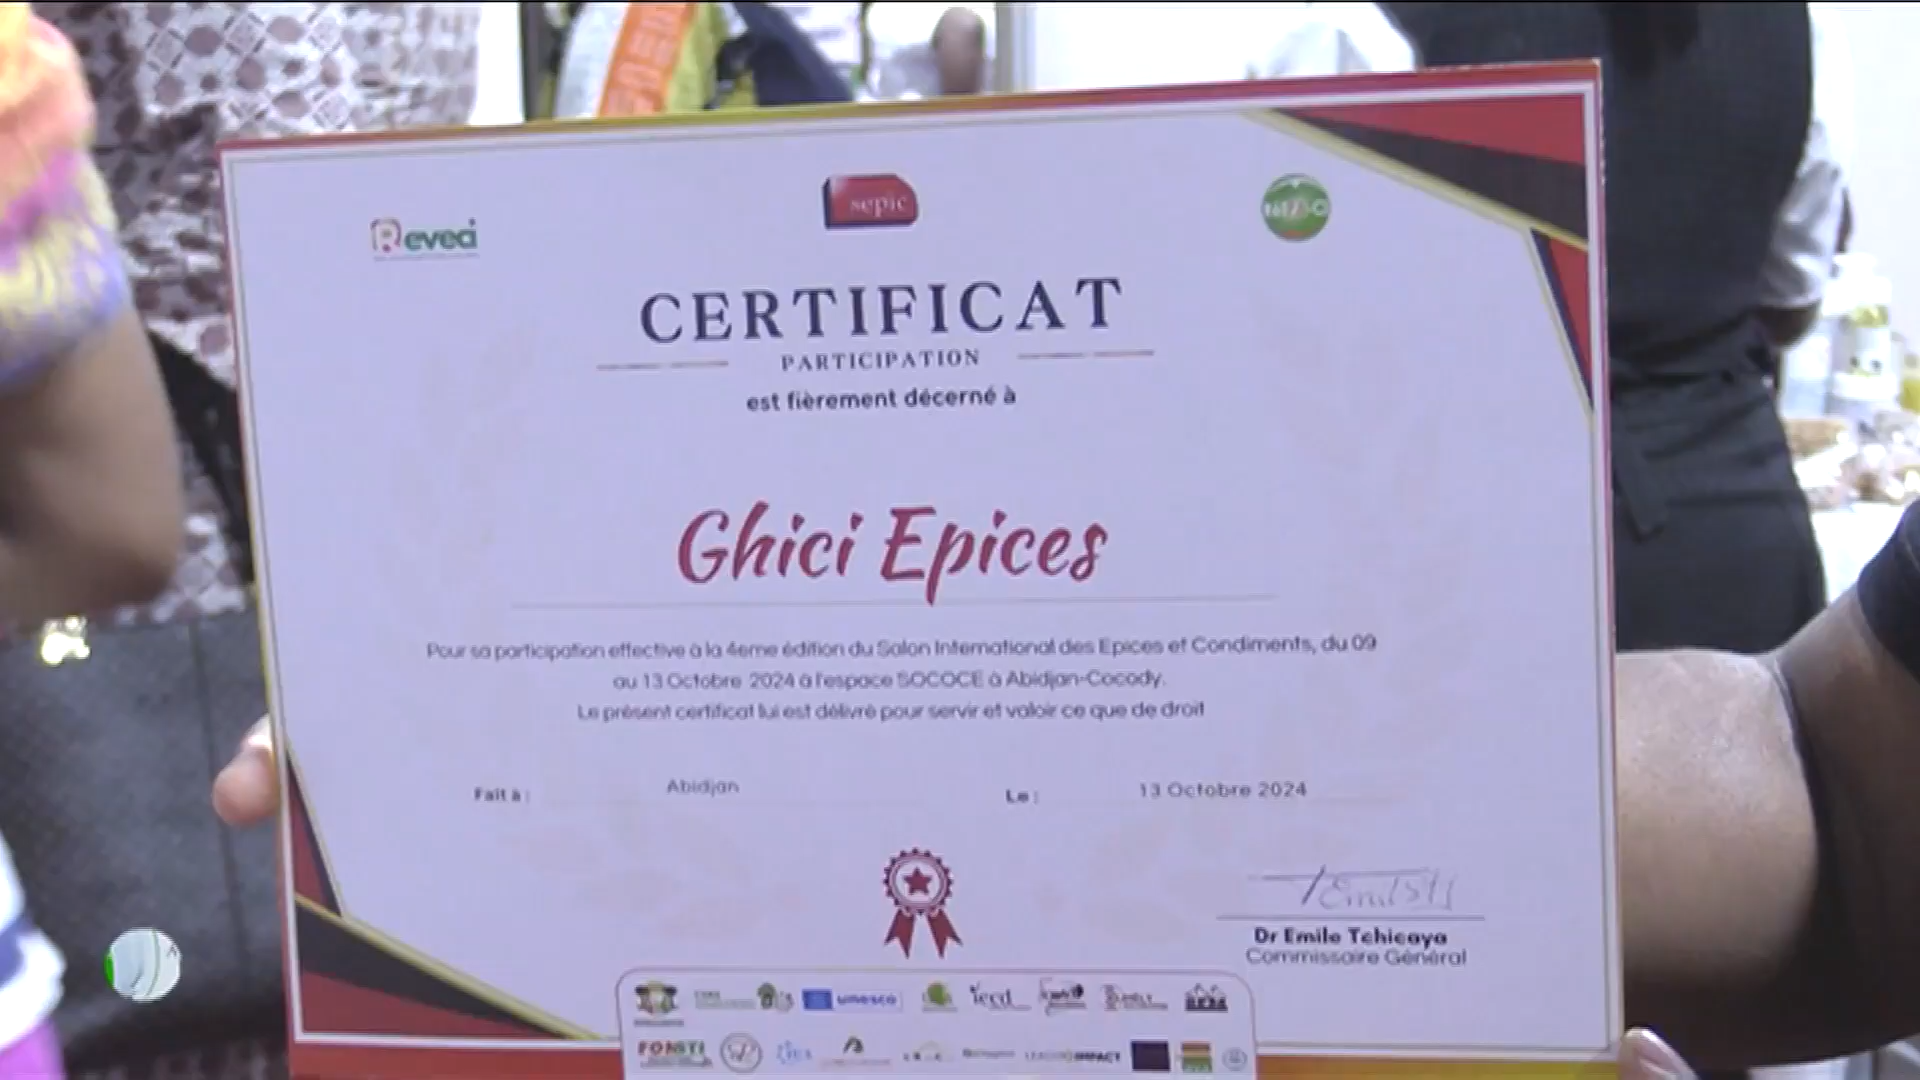 Reveci
sepic
CERTIFICAT
PARTICIPATION
est fièrement décerné à
Ghici Epices
Pour sa participation effective à la 4eme édition du Salon International des Epices et Condiments, du 09
au 13 Octobre 2024 à l'espace SOCOCE à Abidjan-Cocody.
Le présent certificat lui est délivré pour servir et valoir ce que de droit
Fait à : Abidjan Le : 13 Octobre 2024
Dr Emile Tchicaya
Commissaire Général
unesco
FONSTI
IMPACT